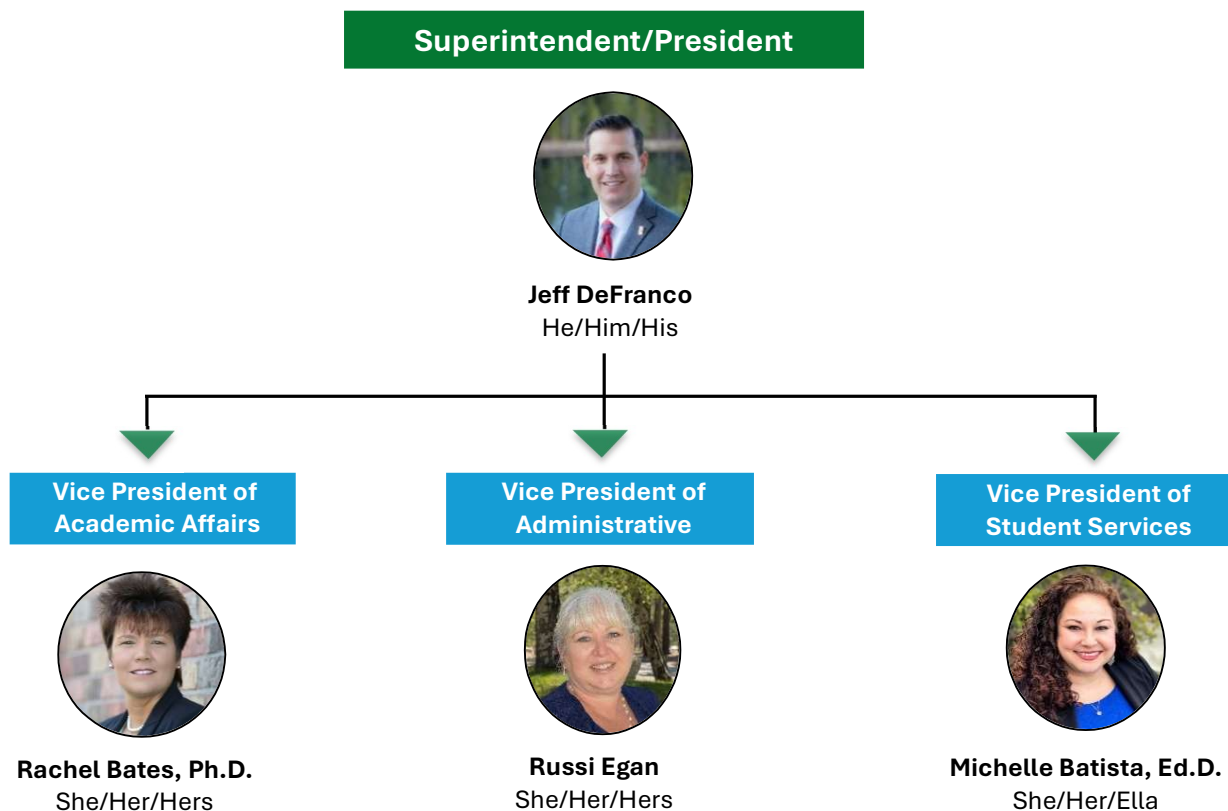 Superintendent/President
Jeff DeFranco
He/Him/His
Vice President of
Academic Affairs
Vice President of
Administrative
Vice President of
Student Services
Rachel Bates, Ph.D.
She/Her/Hers
Russi Egan
She/Her/Hers
Michelle Batista, Ed.D.
She/Her/Ella